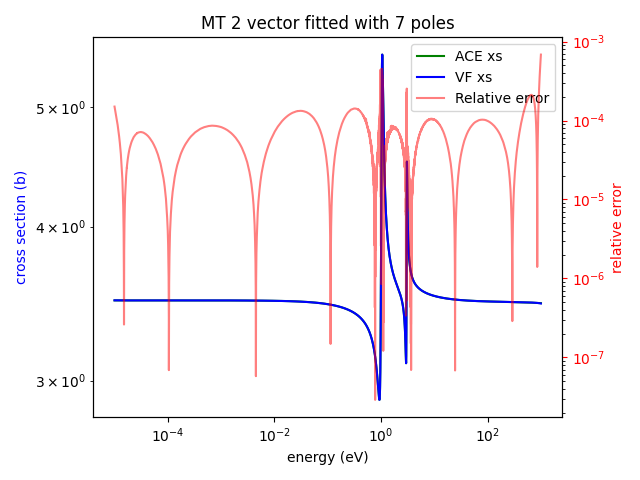 MT 2 vector fitted with 7 poles
ACE xs
VF xs
Relative error
10⁻³
10⁻⁴
10⁻⁵
10⁻⁶
10⁻⁷
relative error
5 × 10⁰
4 × 10⁰
3 × 10⁰
cross section (b)
10⁻⁴
10⁻²
10⁰
10²
energy (eV)